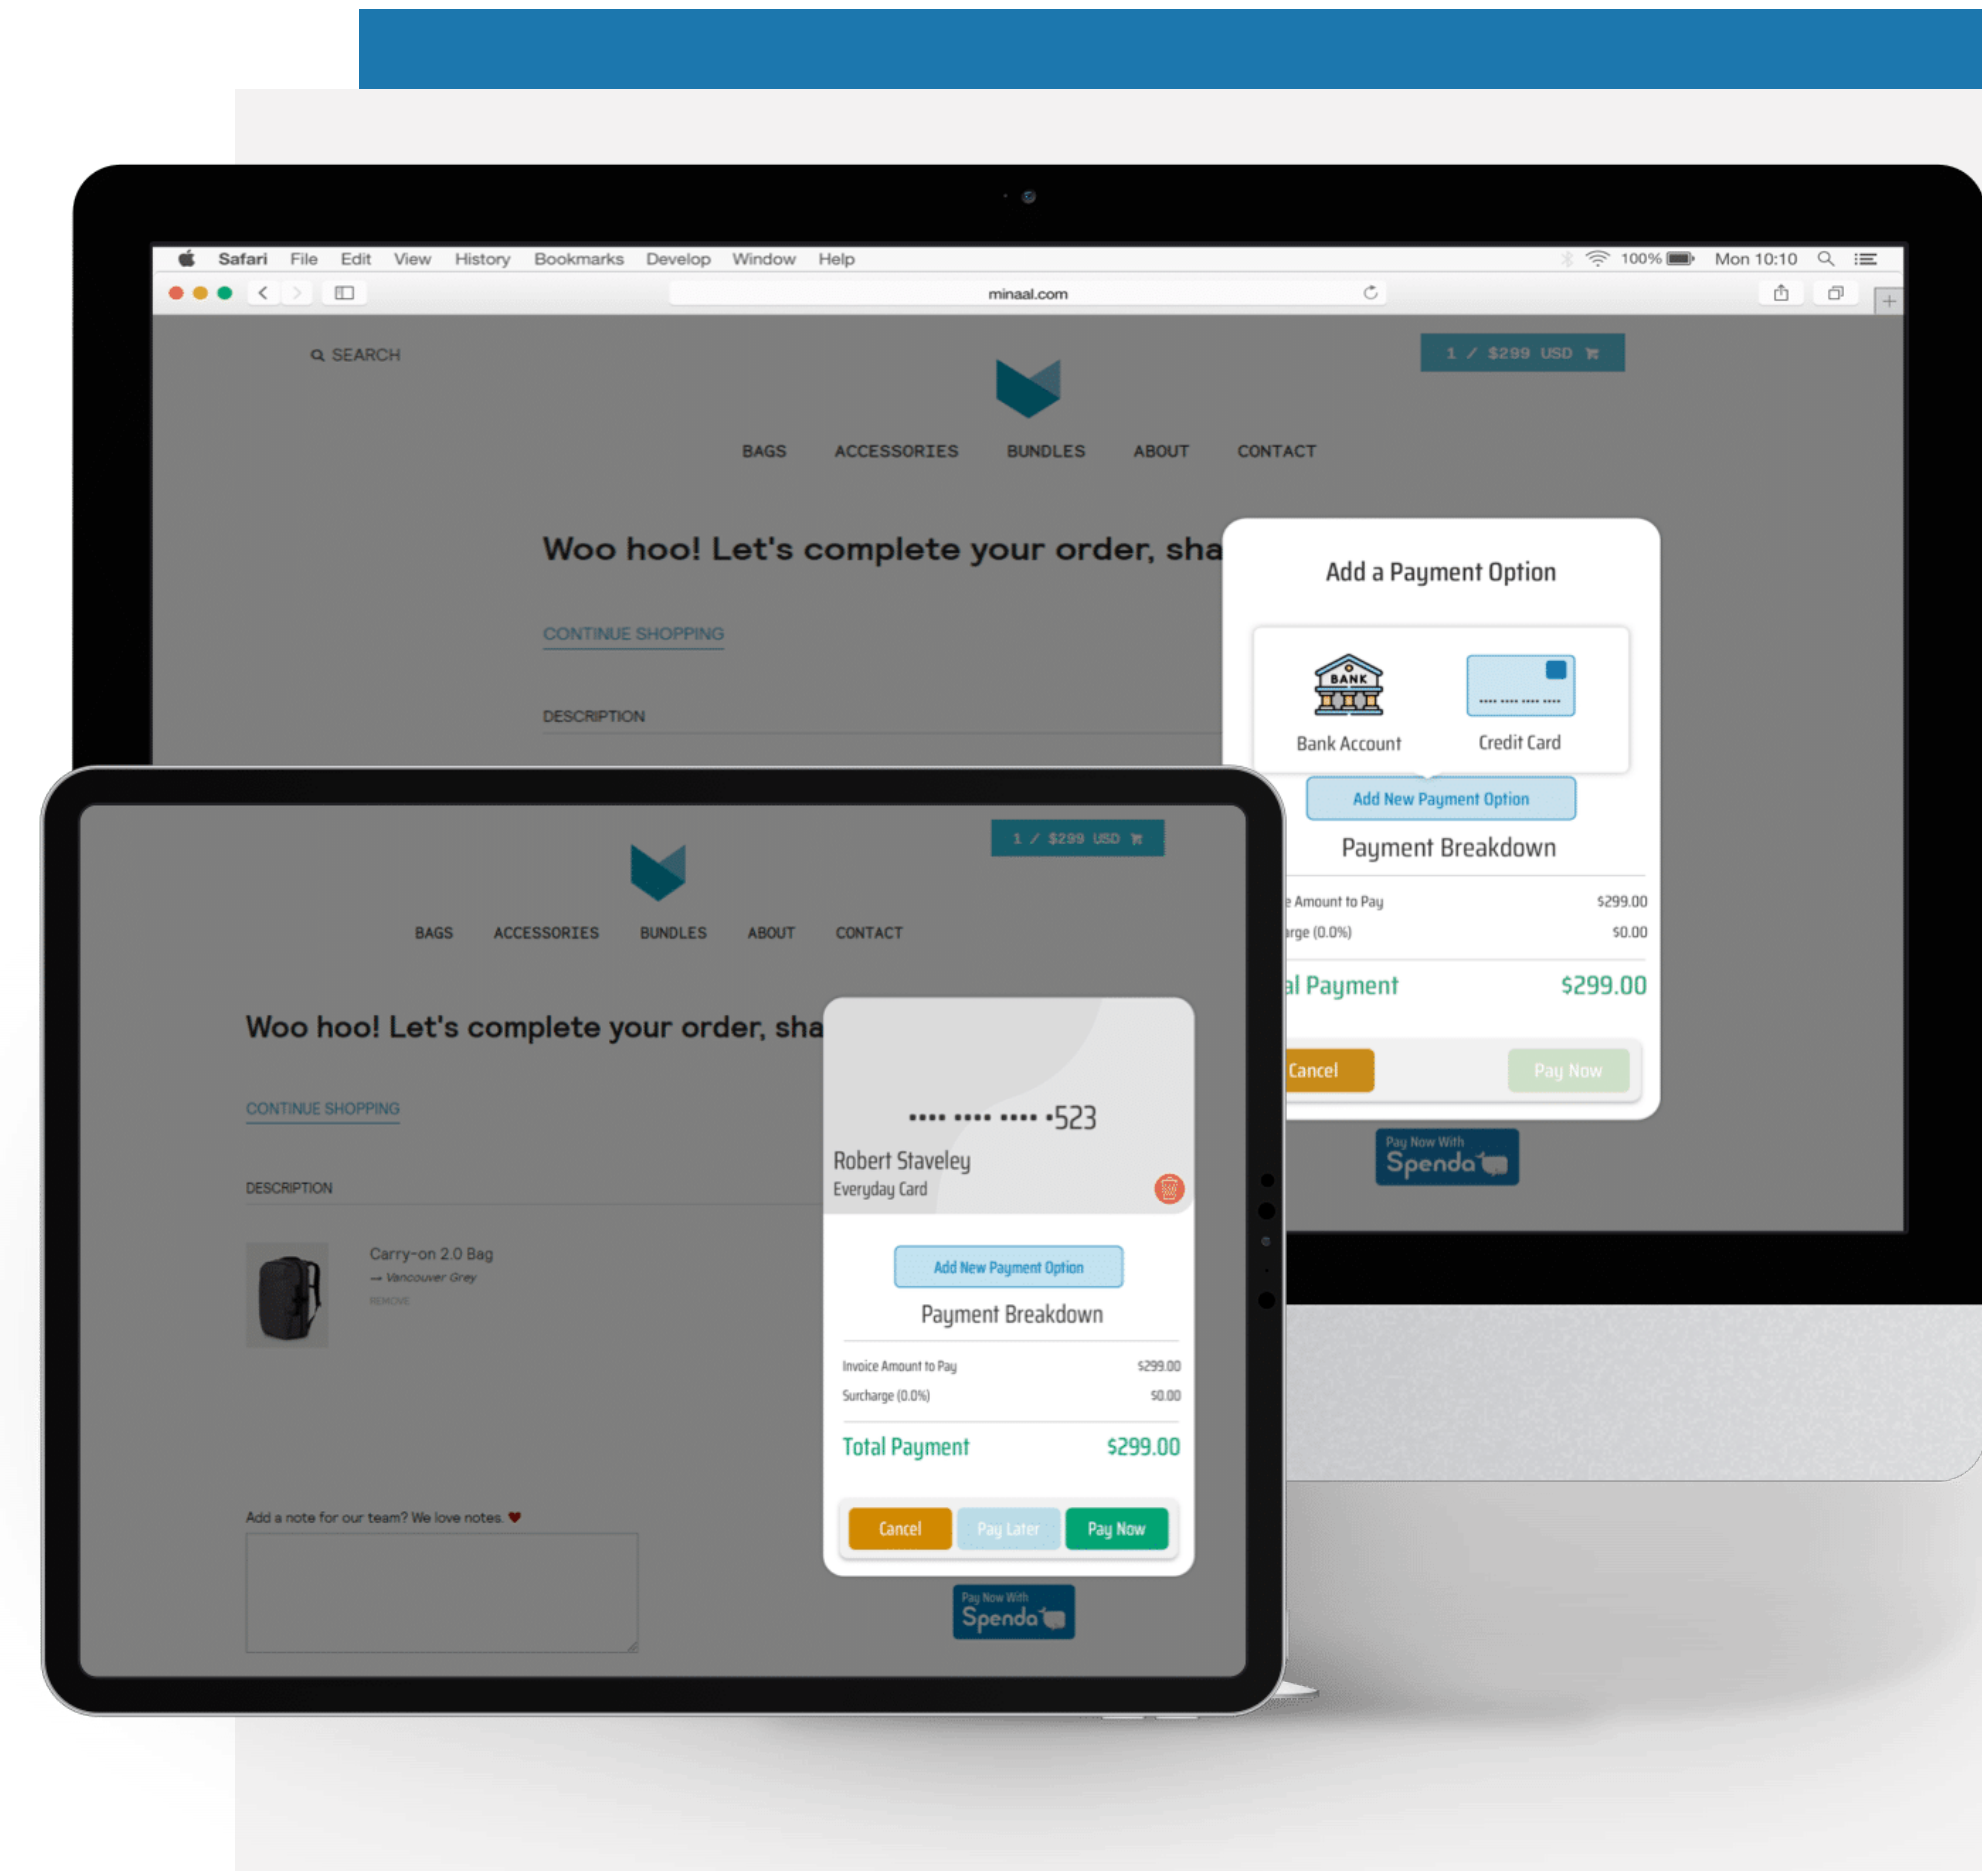 Safari File Edit View History Bookmarks Develop Window Help
100% Mon 10:10
minaal.com
SEARCH
1 / $299 USD
BAGS ACCESSORIES BUNDLES ABOUT CONTACT
Woo hoo! Let's complete your order, sha
CONTINUE SHOPPING
DESCRIPTION
Add a Payment Option
BANK
Bank Account Credit Card
Add New Payment Option
Payment Breakdown
e Amount to Pay $299.00
rge (0.0%) $0.00
al Payment $299.00
Cancel Pay Now
Pay Now With
Spenda
1 / $299 USD
BAGS ACCESSORIES BUNDLES ABOUT CONTACT
Woo hoo! Let's complete your order, sha
CONTINUE SHOPPING
DESCRIPTION
Carry-on 2.0 Bag
→ Vancouver Grey
REMOVE
Add a note for our team? We love notes. ♥
•••• •••• •••• •523
Robert Staveley
Everyday Card
Add New Payment Option
Payment Breakdown
Invoice Amount to Pay $299.00
Surcharge (0.0%) $0.00
Total Payment $299.00
Cancel Pay Later Pay Now
Pay Now With
Spenda